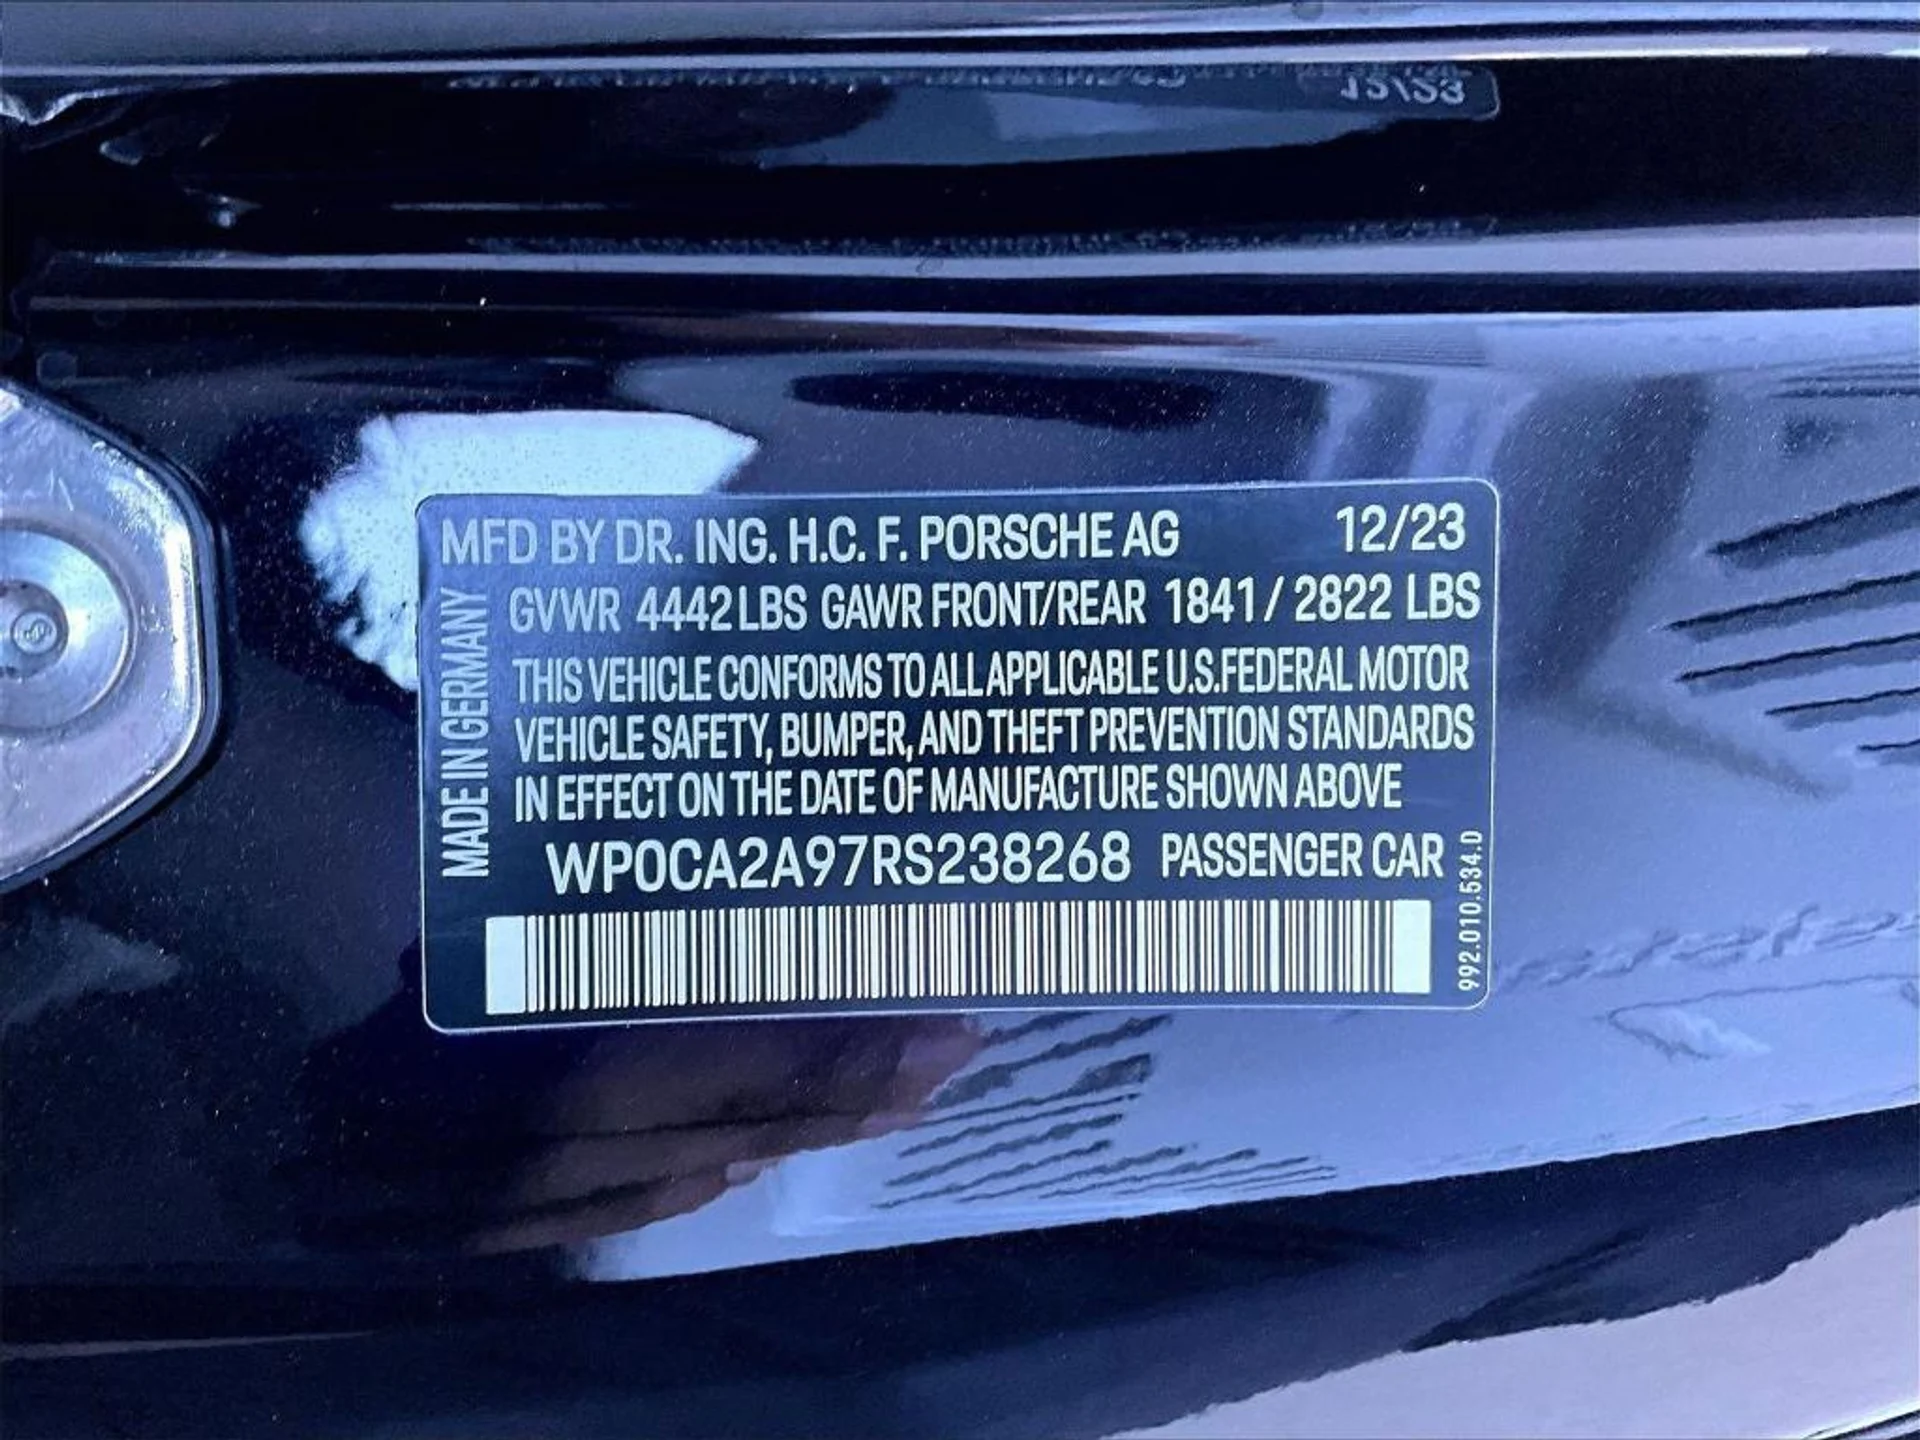 MFD BY DR. ING. H.C. F. PORSCHE AG 12/23
GVWR 4442 LBS GAWR FRONT/REAR 1841 / 2822 LBS
THIS VEHICLE CONFORMS TO ALL APPLICABLE U.S.FEDERAL MOTOR
VEHICLE SAFETY, BUMPER, AND THEFT PREVENTION STANDARDS
IN EFFECT ON THE DATE OF MANUFACTURE SHOWN ABOVE
WP0CA2A97RS238268 PASSENGER CAR
MADE IN GERMANY
992.010.534.D